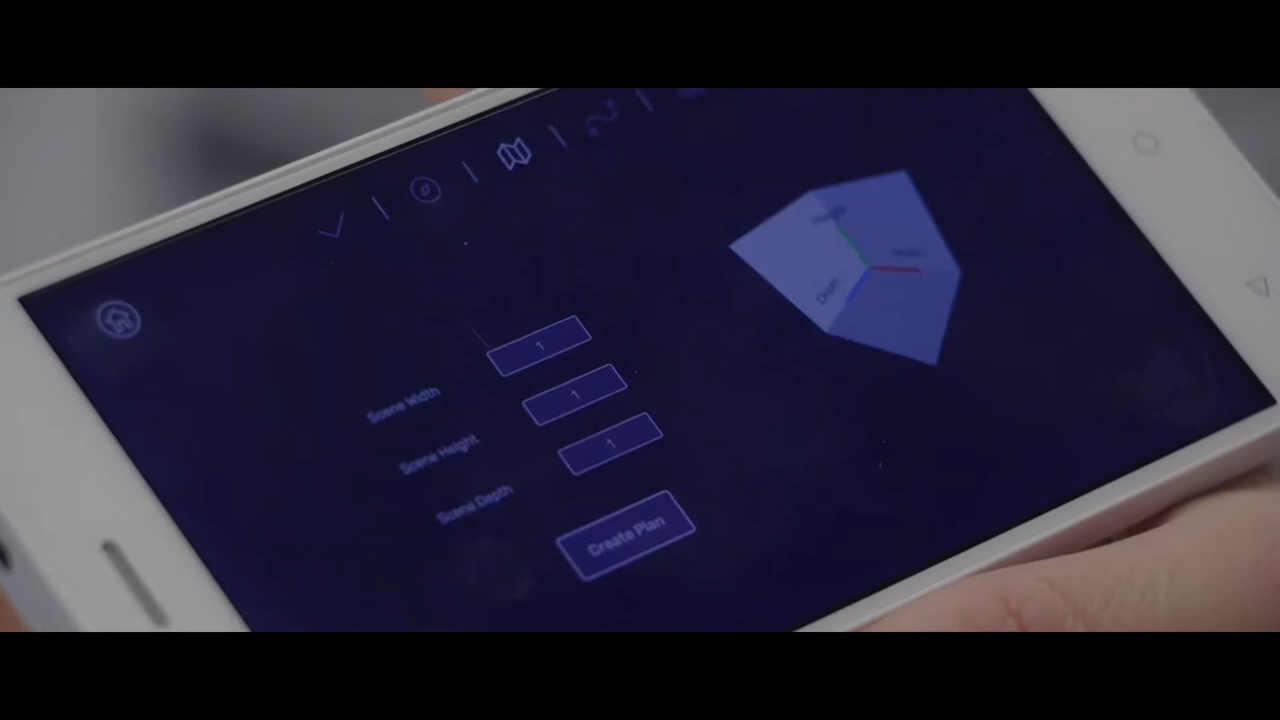 Scene Width 1
Scene Height 1
Scene Depth 1
Create Plan